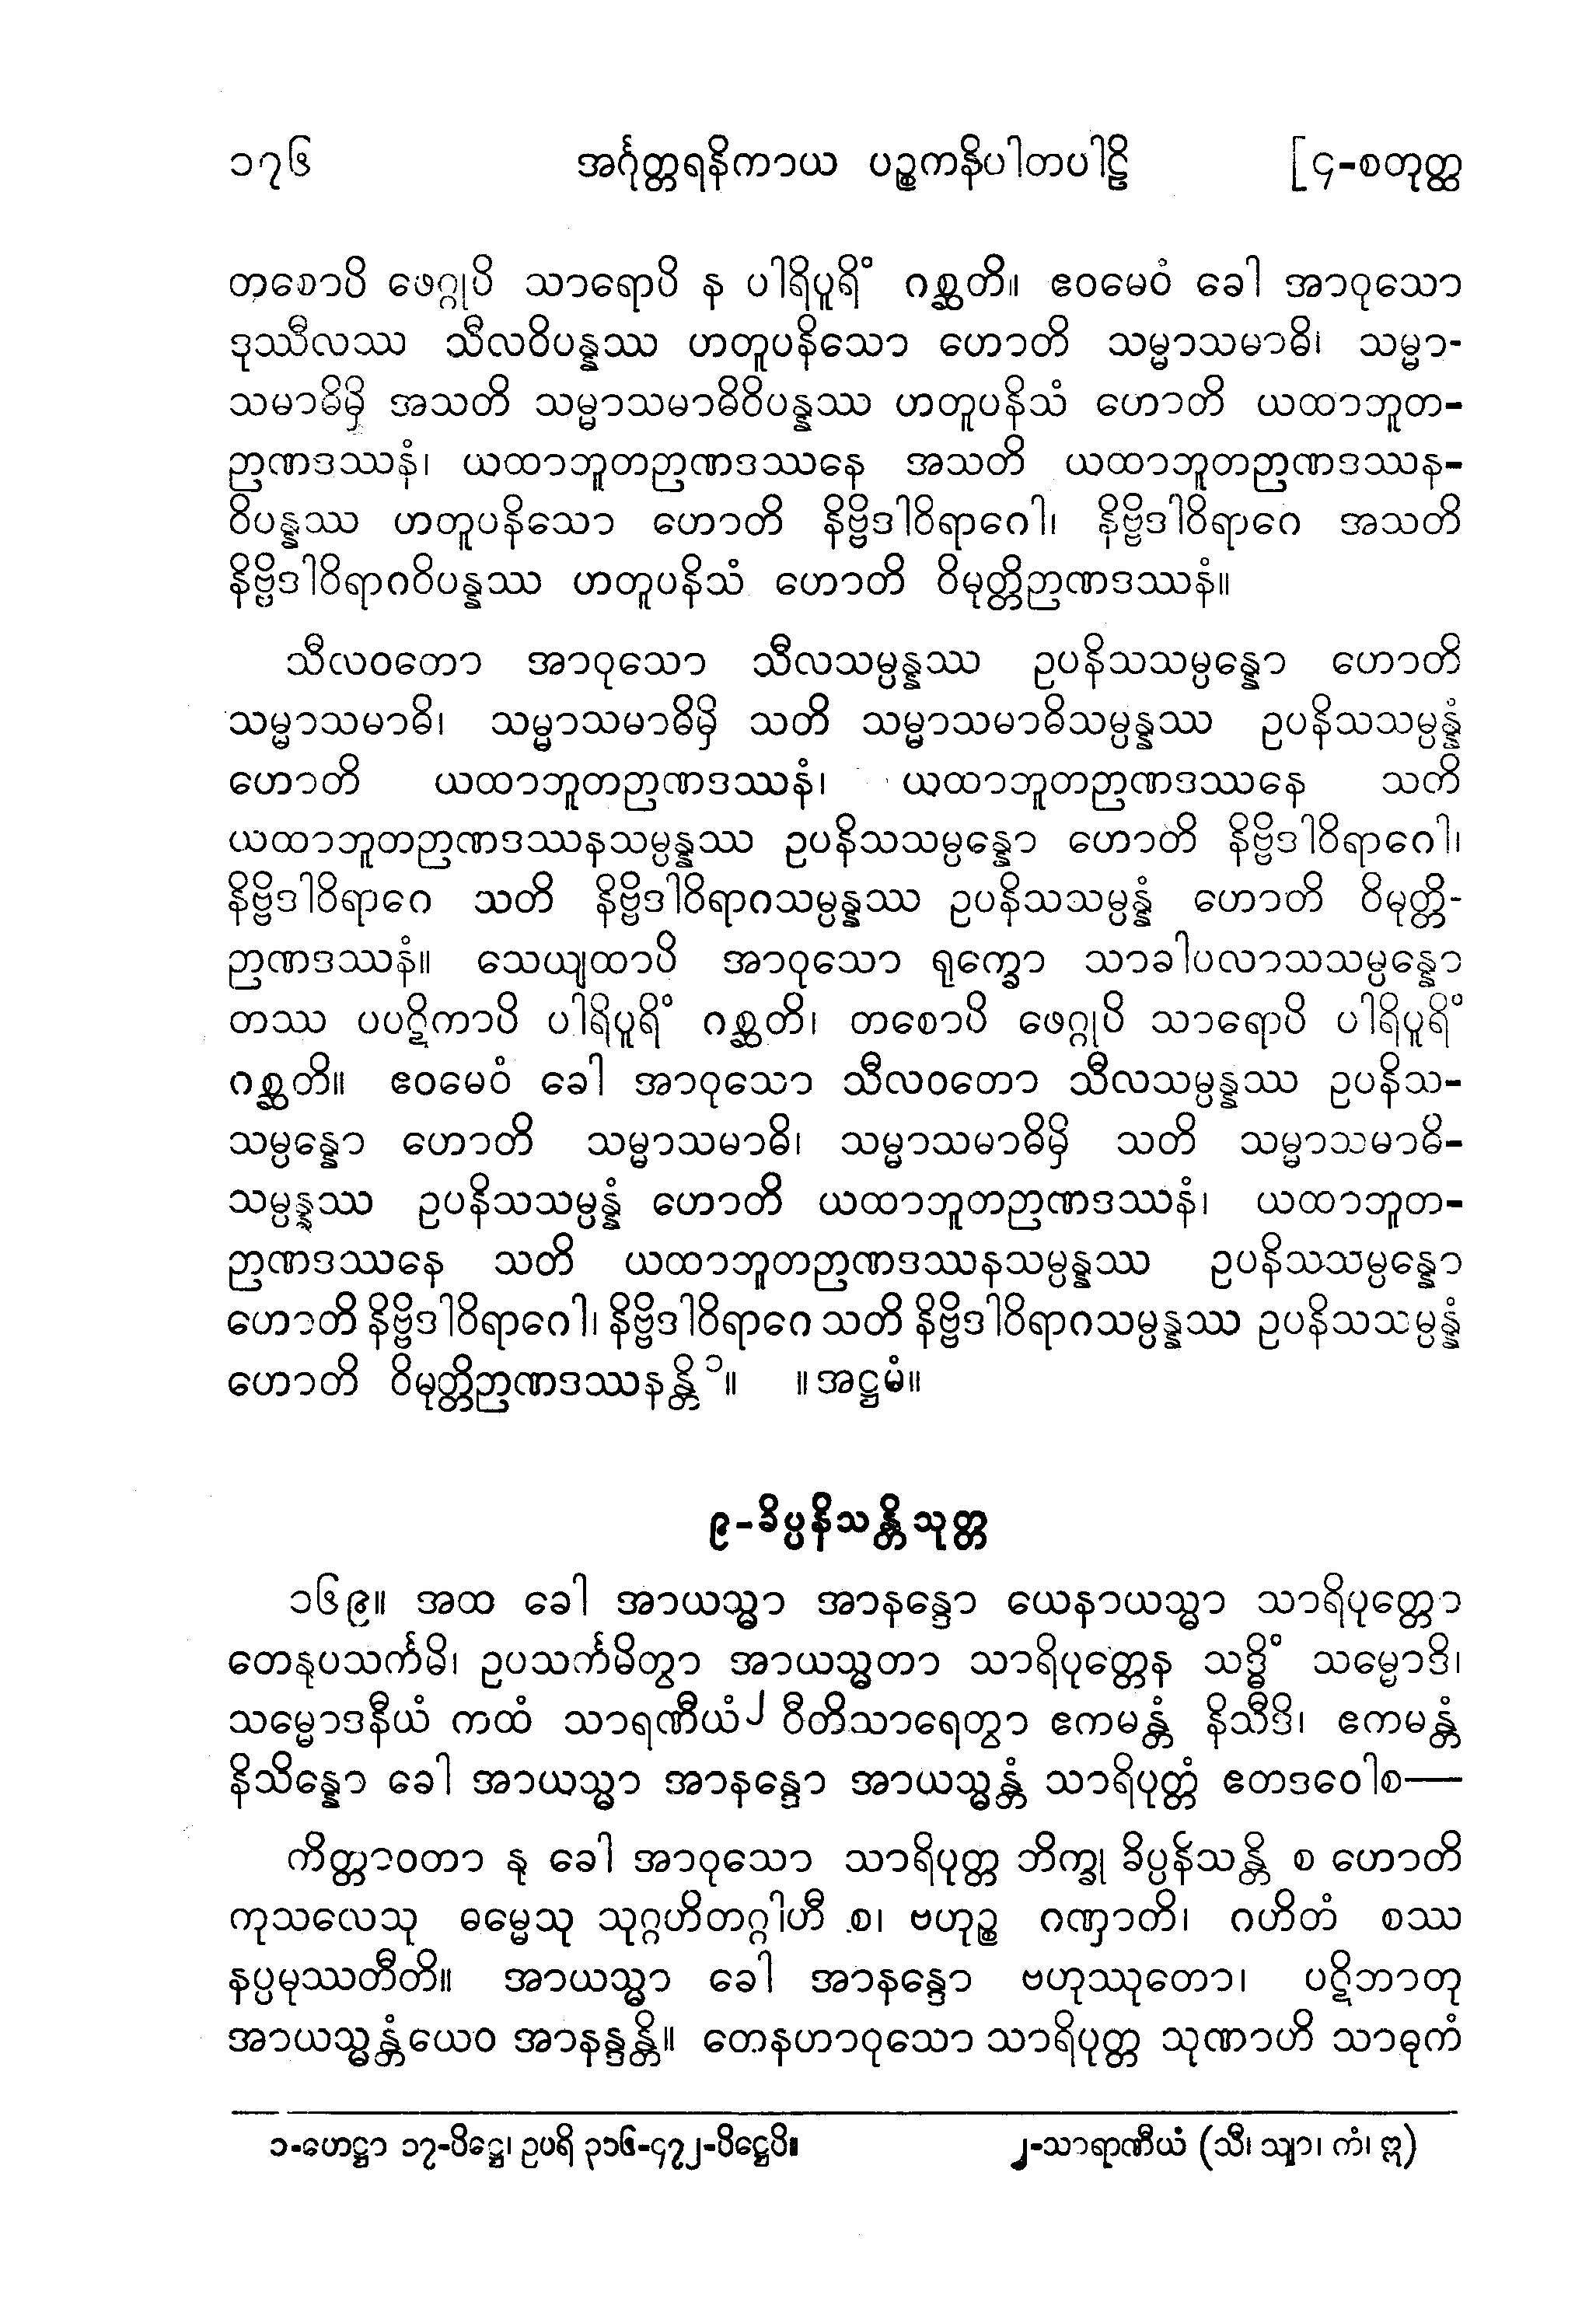 ၁၇၆ အင်္ဂုတ္တရနိကာယ ပဉ္စကနိပါတပါဠိ [၄-စတုတ္ထ
တစောပိ ဖေဂ္ဂုပိ သာရောပိ န ပါရိပူရိံ ဂစ္ဆတိ။ ဧဝမေဝံ ခေါ အာဝုသော
ဒုဿီလဿ သီလဝိပန္နဿ ဟတူပနိသော ဟောတိ သမ္မာသမာဓိ၊ သမ္မာ-
သမာဓိမှိ အသတိ သမ္မာသမာဓိဝိပန္နဿ ဟတူပနိသံ ဟောတိ ယထာဘူတ-
ဉာဏဒဿနံ၊ ယထာဘူတဉာဏဒဿနေ အသတိ ယထာဘူတဉာဏဒဿန-
ဝိပန္နဿ ဟတူပနိသော ဟောတိ နိဗ္ဗိဒါဝိရာဂေါ၊ နိဗ္ဗိဒါဝိရာဂေ အသတိ
နိဗ္ဗိဒါဝိရာဂဝိပန္နဿ ဟတူပနိသံ ဟောတိ ဝိမုတ္တိဉာဏဒဿနံ။
သီလဝတော အာဝုသော သီလသမ္ပန္နဿ ဥပနိသသမ္ပန္နော ဟောတိ
သမ္မာသမာဓိ၊ သမ္မာသမာဓိမှိ သတိ သမ္မာသမာဓိသမ္ပန္နဿ ဥပနိသသမ္ပန္နံ
ဟောတိ ယထာဘူတဉာဏဒဿနံ၊ ယထာဘူတဉာဏဒဿနေ သတိ
ယထာဘူတဉာဏဒဿနသမ္ပန္နဿ ဥပနိသသမ္ပန္နော ဟောတိ နိဗ္ဗိဒါဝိရာဂေါ၊
နိဗ္ဗိဒါဝိရာဂေ သတိ နိဗ္ဗိဒါဝိရာဂသမ္ပန္နဿ ဥပနိသသမ္ပန္နံ ဟောတိ ဝိမုတ္တိ-
ဉာဏဒဿနံ။ သေယျထာပိ အာဝုသော ရုက္ခော သာခါပလာသသမ္ပန္နော
တဿ ပပဋိကာပိ ပါရိပူရိံ ဂစ္ဆတိ၊ တစောပိ ဖေဂ္ဂုပိ သာရောပိ ပါရိပူရိံ
ဂစ္ဆတိ။ ဧဝမေဝံ ခေါ အာဝုသော သီလဝတော သီလသမ္ပန္နဿ ဥပနိသ-
သမ္ပန္နော ဟောတိ သမ္မာသမာဓိ၊ သမ္မာသမာဓိမှိ သတိ သမ္မာသမာဓိ-
သမ္ပန္နဿ ဥပနိသသမ္ပန္နံ ဟောတိ ယထာဘူတဉာဏဒဿနံ၊ ယထာဘူတ-
ဉာဏဒဿနေ သတိ ယထာဘူတဉာဏဒဿနသမ္ပန္နဿ ဥပနိသသမ္ပန္နော
ဟောတိ နိဗ္ဗိဒါဝိရာဂေါ၊ နိဗ္ဗိဒါဝိရာဂေ သတိ နိဗ္ဗိဒါဝိရာဂသမ္ပန္နဿ ဥပနိသသမ္ပန္နံ
ဟောတိ ဝိမုတ္တိဉာဏဒဿနန္တိ၁။ ။အဋ္ဌမံ။
၉-ခိပ္ပနိသန္တိသုတ္တ
၁၆၉။ အထ ခေါ အာယသ္မာ အာနန္ဒော ယေနာယသ္မာ သာရိပုတ္တော
တေနုပသင်္ကမိ၊ ဥပသင်္ကမိတွာ အာယသ္မတာ သာရိပုတ္တေန သဒ္ဓိံ သမ္မောဒိ၊
သမ္မောဒနီယံ ကထံ သာရဏီယံ၂ ဝီတိသာရေတွာ ဧကမန္တံ နိသီဒိ၊ ဧကမန္တံ
နိသိန္နော ခေါ အာယသ္မာ အာနန္ဒော အာယသ္မန္တံ သာရိပုတ္တံ ဧတဒဝေါစ—
ကိတ္တာဝတာ နု ခေါ အာဝုသော သာရိပုတ္တ ဘိက္ခု ခိပ္ပနိသန္တိ စ ဟောတိ
ကုသလေသု ဓမ္မေသု သုဂ္ဂဟိတဂ္ဂါဟီ စ၊ ဗဟုဉ္စ ဂဏှာတိ၊ ဂဟိတံ စဿ
နပ္ပမုဿတီတိ။ အာယသ္မာ ခေါ အာနန္ဒော ဗဟုဿုတော၊ ပဋိဘာတု
အာယသ္မန္တံယေဝ အာနန္ဒန္တိ။ တေနဟာဝုသော သာရိပုတ္တ သုဏာဟိ သာဓုကံ
၁-ဟေဋ္ဌာ ၁၇-ပိဋ္ဌေ၊ ဥပရိ ၃၁၆-၄၇၂-ပိဋ္ဌေပိ။ ၂-သာရာဏီယံ (သီ၊ သျာ၊ ကံ၊ ဣ)